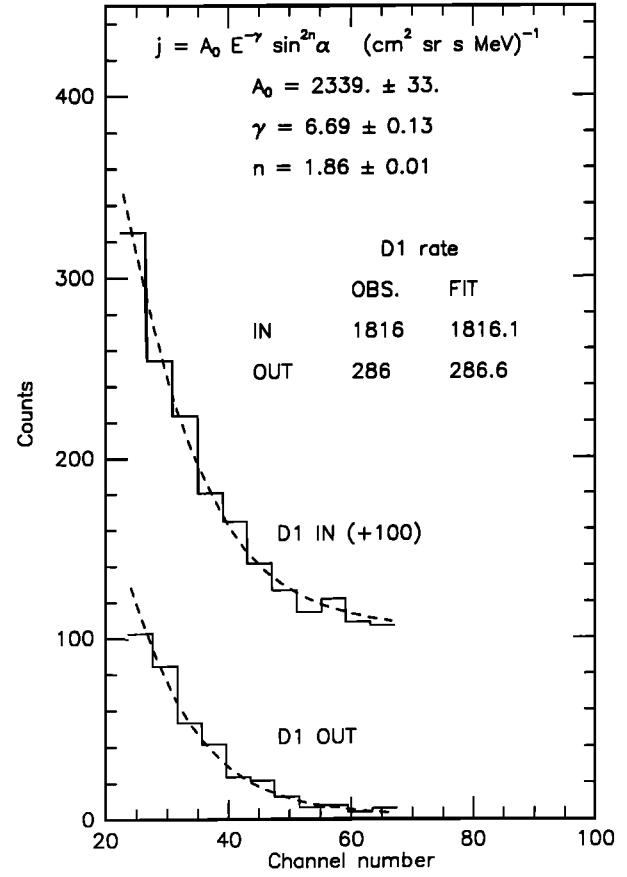 j = A₀ E⁻ᵞ sin²ⁿα (cm² sr s MeV)⁻¹
A₀ = 2339. ± 33.
γ = 6.69 ± 0.13
n = 1.86 ± 0.01
D1 rate
OBS. FIT
IN 1816 1816.1
OUT 286 286.6
D1 IN (+100)
D1 OUT
400
300
200
100
0
Counts
20 40 60 80 100
Channel number